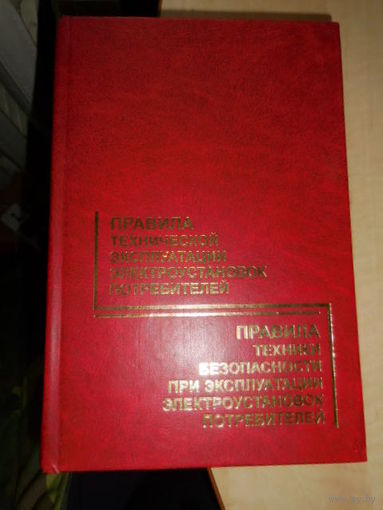 ПРАВИЛА
ТЕХНИЧЕСКОЙ
ЭКСПЛУАТАЦИИ
ЭЛЕКТРОУСТАНОВОК
ПОТРЕБИТЕЛЕЙ
ПРАВИЛА
ТЕХНИКИ
БЕЗОПАСНОСТИ
ПРИ ЭКСПЛУАТАЦИИ
ЭЛЕКТРОУСТАНОВОК
ПОТРЕБИТЕЛЕЙ